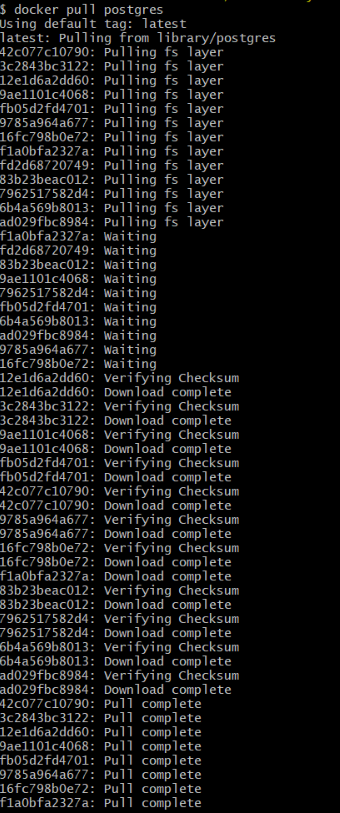 $ docker pull postgres
Using default tag: latest
latest: Pulling from library/postgres
42c077c10790: Pulling fs layer
3c2843bc3122: Pulling fs layer
12e1d6a2dd60: Pulling fs layer
9ae1101c4068: Pulling fs layer
fb05d2fd4701: Pulling fs layer
9785a964a677: Pulling fs layer
16fc798b0e72: Pulling fs layer
f1a0bfa2327a: Pulling fs layer
fd2d68720749: Pulling fs layer
83b23beac012: Pulling fs layer
7962517582d4: Pulling fs layer
6b4a569b8013: Pulling fs layer
ad029fbc8984: Pulling fs layer
f1a0bfa2327a: Waiting
fd2d68720749: Waiting
83b23beac012: Waiting
9ae1101c4068: Waiting
7962517582d4: Waiting
fb05d2fd4701: Waiting
6b4a569b8013: Waiting
ad029fbc8984: Waiting
9785a964a677: Waiting
16fc798b0e72: Waiting
12e1d6a2dd60: Verifying Checksum
12e1d6a2dd60: Download complete
3c2843bc3122: Verifying Checksum
3c2843bc3122: Download complete
9ae1101c4068: Verifying Checksum
9ae1101c4068: Download complete
fb05d2fd4701: Verifying Checksum
fb05d2fd4701: Download complete
42c077c10790: Verifying Checksum
42c077c10790: Download complete
9785a964a677: Verifying Checksum
9785a964a677: Download complete
16fc798b0e72: Verifying Checksum
16fc798b0e72: Download complete
f1a0bfa2327a: Download complete
83b23beac012: Verifying Checksum
83b23beac012: Download complete
7962517582d4: Verifying Checksum
7962517582d4: Download complete
6b4a569b8013: Verifying Checksum
6b4a569b8013: Download complete
ad029fbc8984: Verifying Checksum
ad029fbc8984: Download complete
42c077c10790: Pull complete
3c2843bc3122: Pull complete
12e1d6a2dd60: Pull complete
9ae1101c4068: Pull complete
fb05d2fd4701: Pull complete
9785a964a677: Pull complete
16fc798b0e72: Pull complete
f1a0bfa2327a: Pull complete